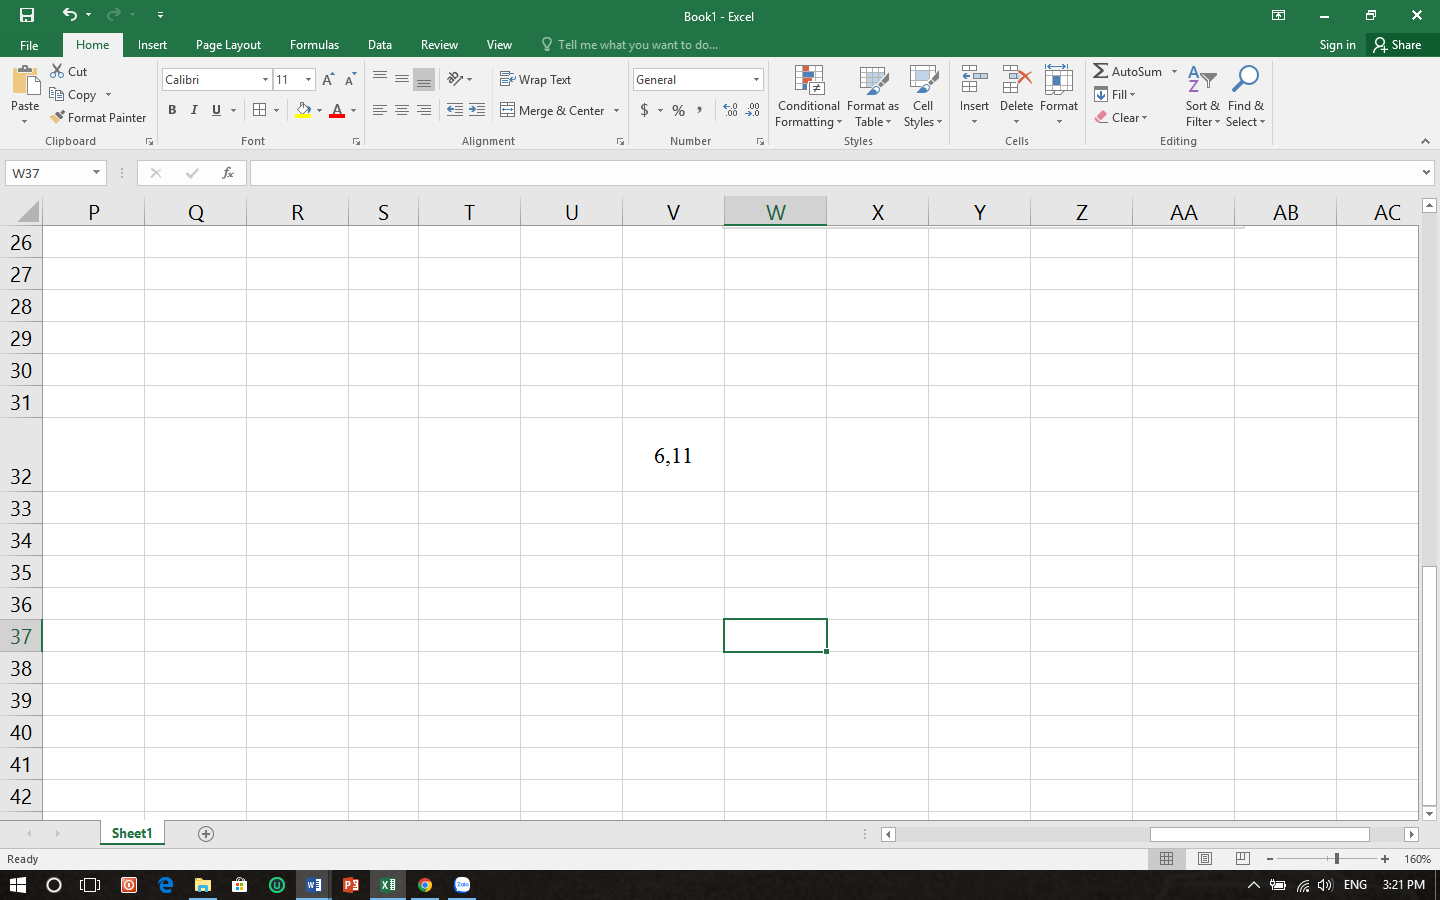 Book1 - Excel
File Home Insert Page Layout Formulas Data Review View Tell me what you want to do... Sign in Share
Paste
Cut
Copy
Format Painter
Clipboard
Calibri 11
B I U
Font
Wrap Text
Merge & Center
Alignment
General
$ % ,
Number
Conditional Formatting
Format as Table
Cell Styles
Styles
Insert Delete Format
Cells
AutoSum
Fill
Clear
Sort & Filter
Find & Select
Editing
W37 fx
P Q R S T U V W X Y Z AA AB AC
26
27
28
29
30
31
32 6,11
33
34
35
36
37
38
39
40
41
42
Sheet1
Ready 160%
ENG 3:21 PM